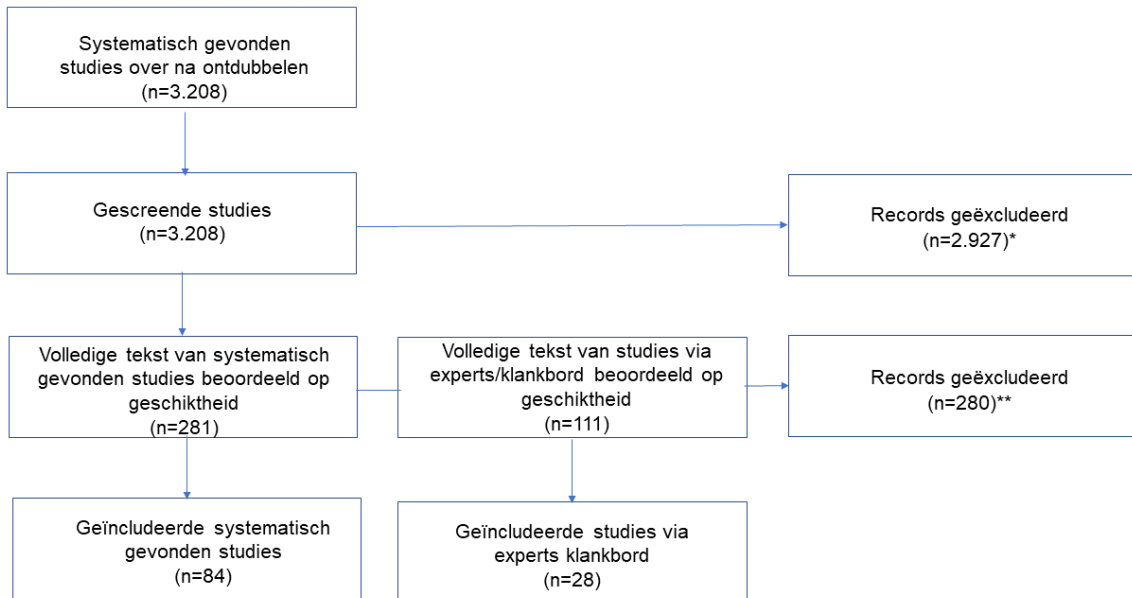 Systematisch gevonden
studies over na ontdubbelen
(n=3.208)
Gescreende studies
(n=3.208)
Records geëxcludeerd
(n=2.927)*
Volledige tekst van systematisch
gevonden studies beoordeeld op
geschiktheid
(n=281)
Volledige tekst van studies via
experts/klankbord beoordeeld op
geschiktheid
(n=111)
Records geëxcludeerd
(n=280)**
Geïncludeerde systematisch
gevonden studies
(n=84)
Geïncludeerde studies via
experts klankbord
(n=28)